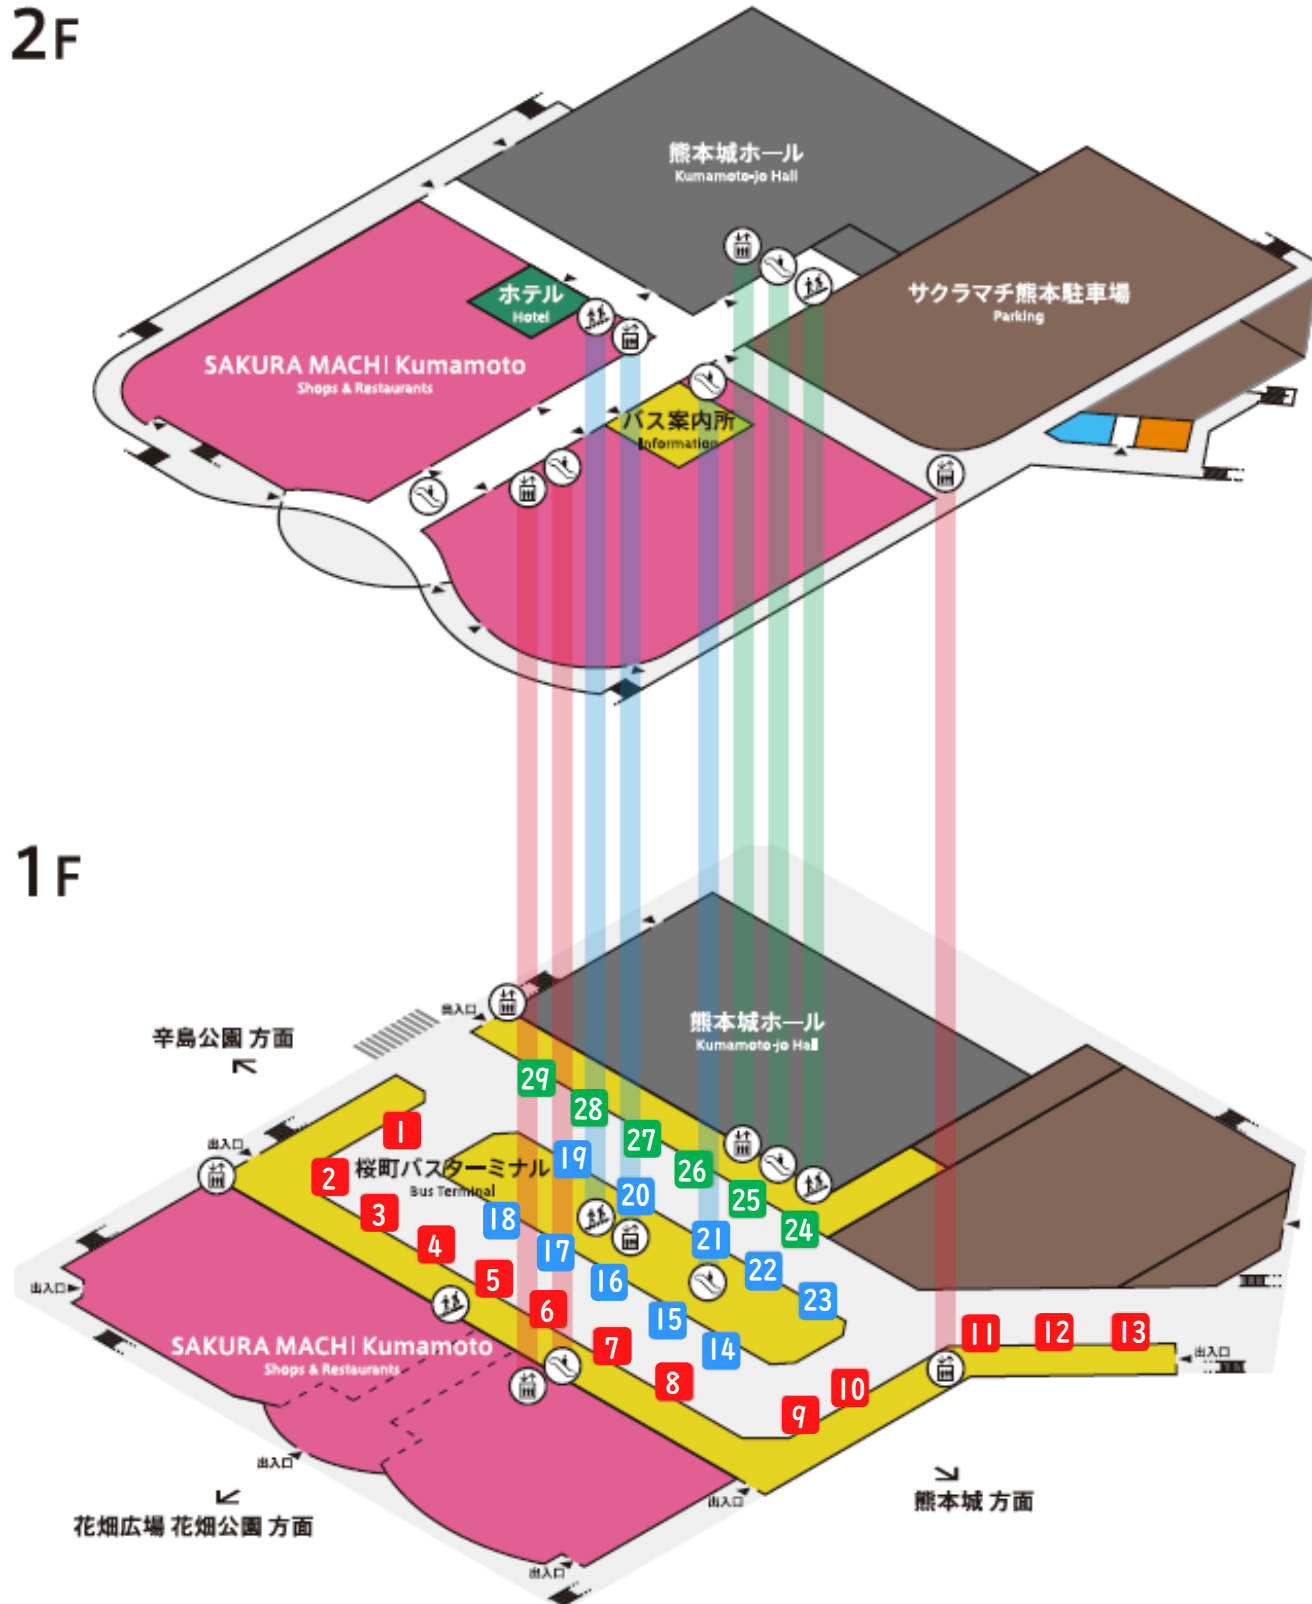 2F
熊本城ホール
Kumamoto-jo Hall
サクラマチ熊本駐車場
Parking
ホテル
Hotel
SAKURA MACHI Kumamoto
Shops & Restaurants
バス案内所
Information
1F
熊本城ホール
Kumamoto-jo Hall
出入口
辛島公園 方面
29
28
27
26
25
24
出入口
1
2
3
4
5
6
7
8
9
10
11
12
13
桜町バスターミナル
Bus Terminal
19
20
21
22
23
18
17
16
15
14
出入口
出入口
SAKURA MACHI Kumamoto
Shops & Restaurants
出入口
出入口
熊本城 方面
花畑広場 花畑公園 方面
出入口